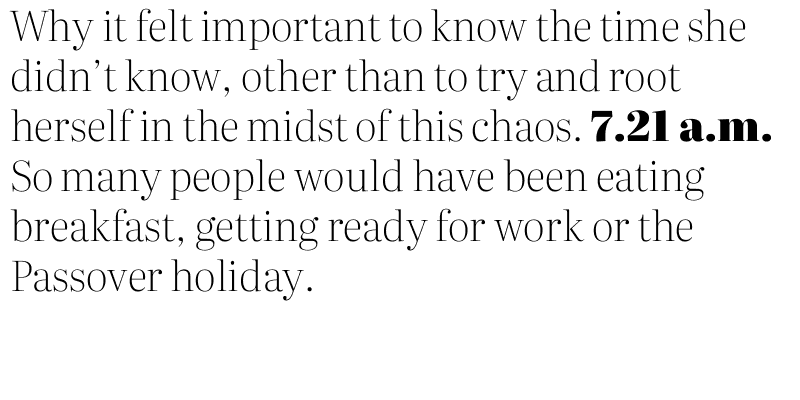 Why it felt important to know the time she
didn’t know, other than to try and root
herself in the midst of this chaos. 7.21 a.m.
So many people would have been eating
breakfast, getting ready for work or the
Passover holiday.